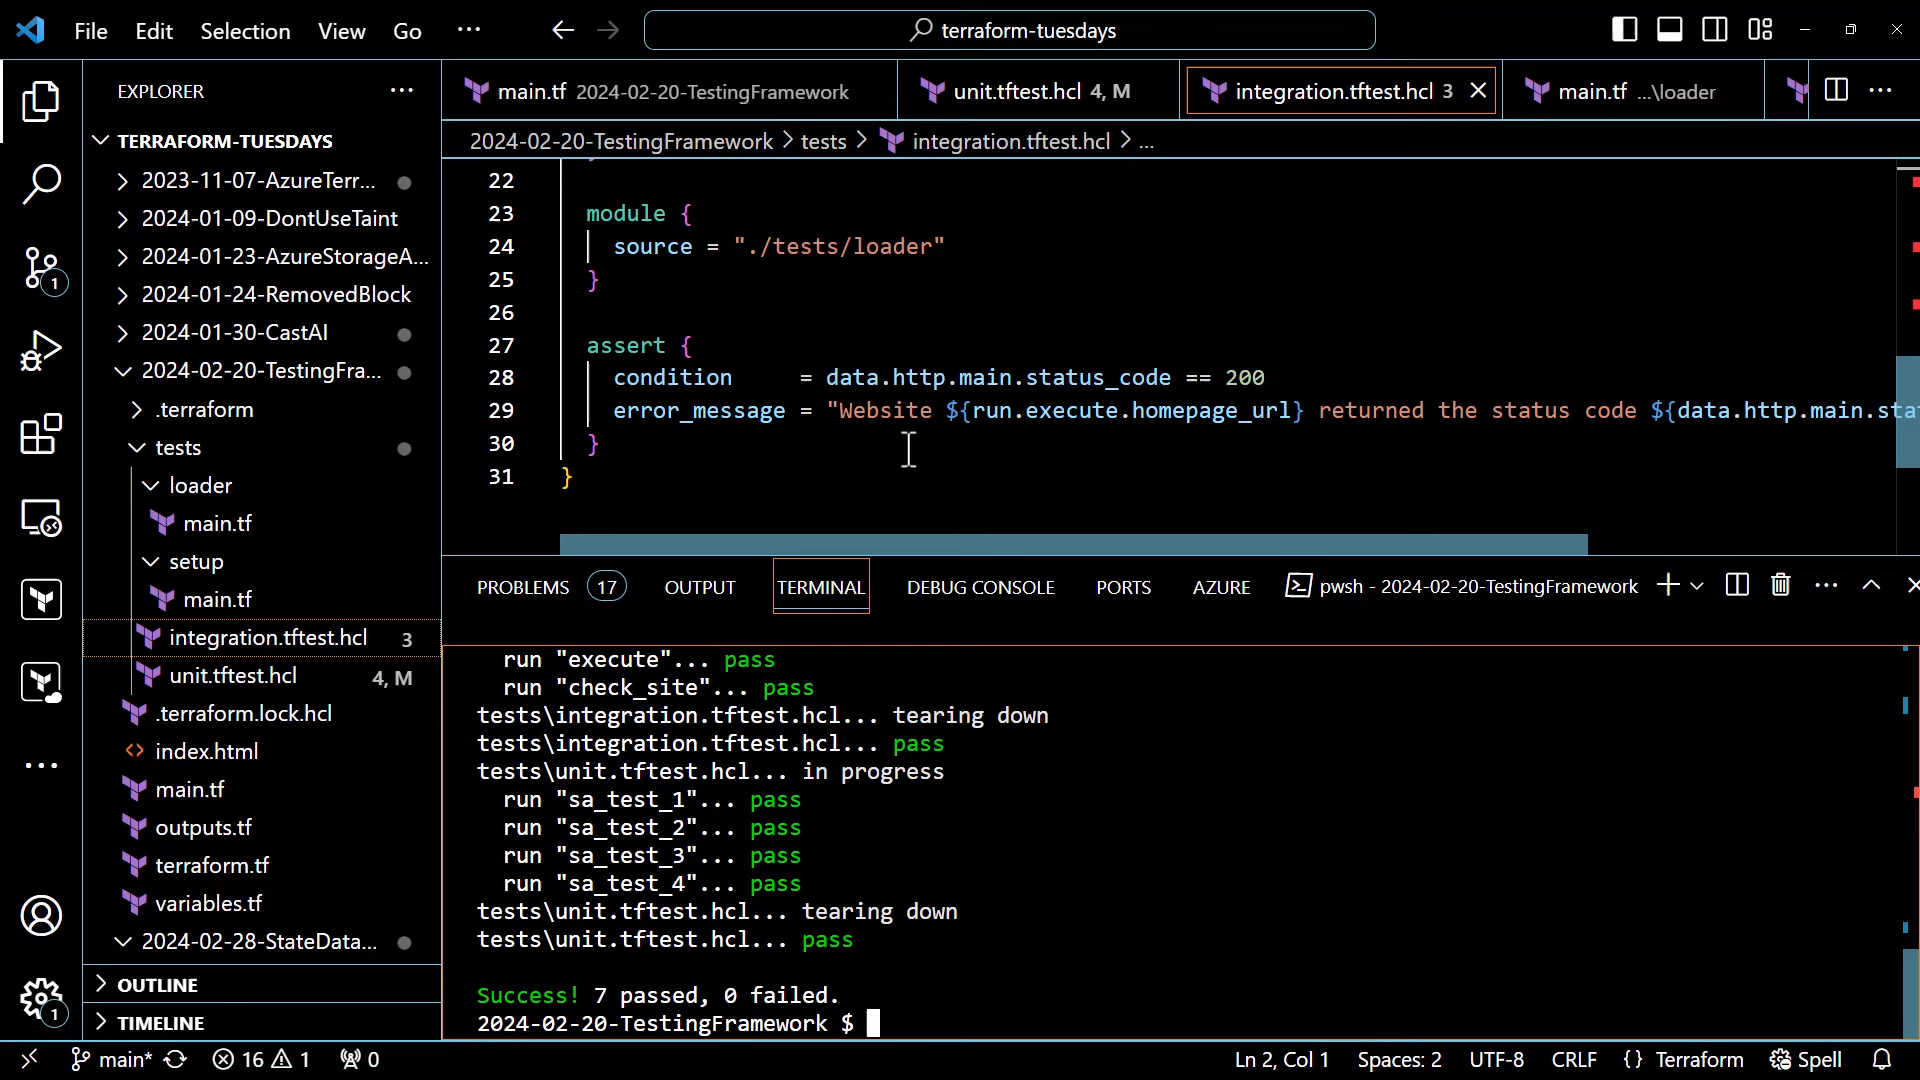 File Edit Selection View Go ··· terraform-tuesdays
EXPLORER ···
TERRAFORM-TUESDAYS
2023-11-07-AzureTerr...
2024-01-09-DontUseTaint
2024-01-23-AzureStorageA...
2024-01-24-RemovedBlock
2024-01-30-CastAI
2024-02-20-TestingFra...
.terraform
tests
loader
main.tf
setup
main.tf
integration.tftest.hcl 3
unit.tftest.hcl 4, M
.terraform.lock.hcl
index.html
main.tf
outputs.tf
terraform.tf
variables.tf
2024-02-28-StateData...
OUTLINE
TIMELINE
1
1
main.tf 2024-02-20-TestingFramework unit.tftest.hcl 4, M integration.tftest.hcl 3 main.tf ...\loader
2024-02-20-TestingFramework > tests > integration.tftest.hcl > ...
22
23 module {
24 source = "./tests/loader"
25 }
26
27 assert {
28 condition = data.http.main.status_code == 200
29 error_message = "Website ${run.execute.homepage_url} returned the status code ${data.http.main.sta
30 }
31 }
PROBLEMS 17 OUTPUT TERMINAL DEBUG CONSOLE PORTS AZURE pwsh - 2024-02-20-TestingFramework
run "execute"... pass
run "check_site"... pass
tests\integration.tftest.hcl... tearing down
tests\integration.tftest.hcl... pass
tests\unit.tftest.hcl... in progress
run "sa_test_1"... pass
run "sa_test_2"... pass
run "sa_test_3"... pass
run "sa_test_4"... pass
tests\unit.tftest.hcl... tearing down
tests\unit.tftest.hcl... pass
Success! 7 passed, 0 failed.
2024-02-20-TestingFramework $
main* 16 1 0 Ln 2, Col 1 Spaces: 2 UTF-8 CRLF {} Terraform Spell